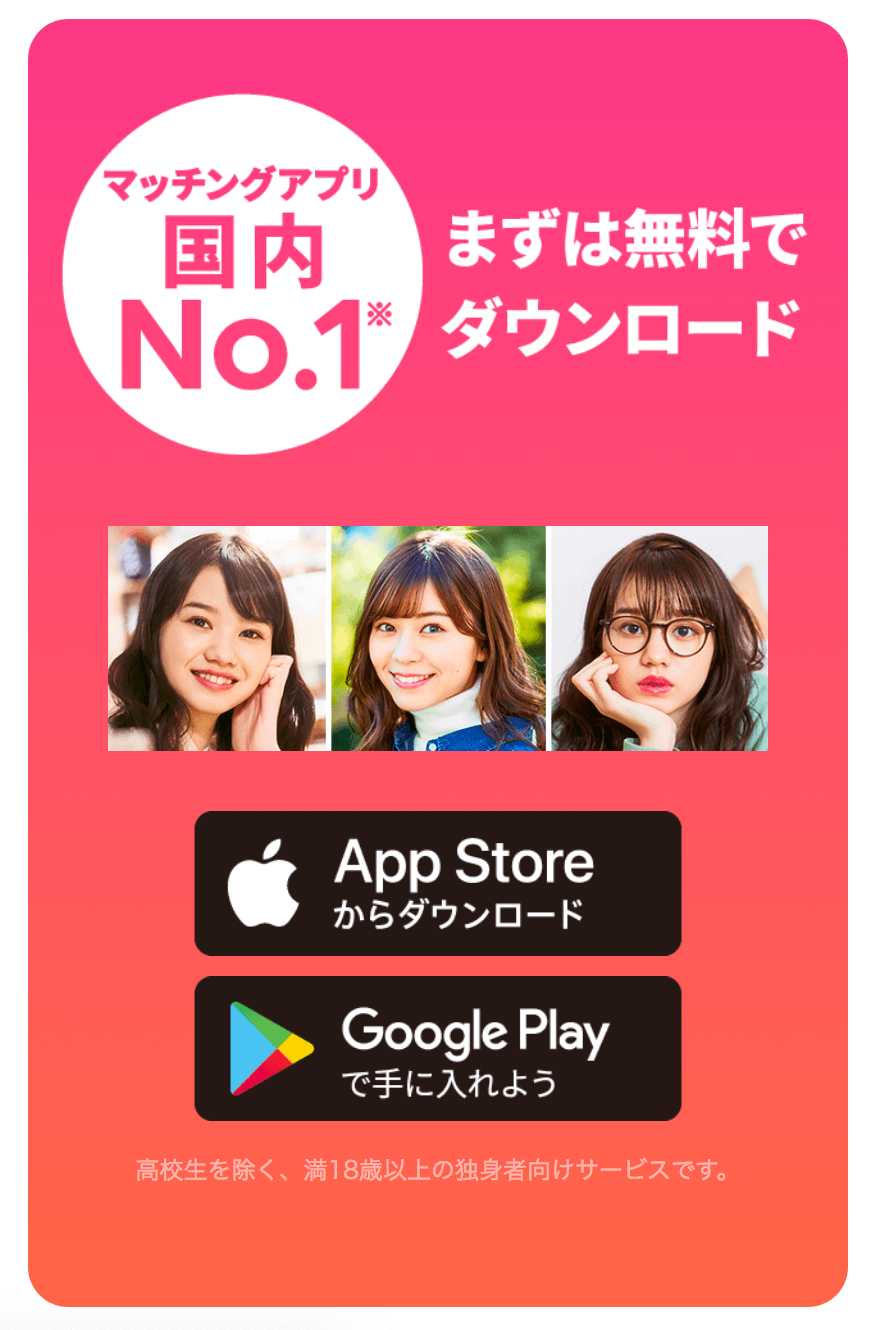 マッチングアプリ
国内
No.1※
まずは無料で
ダウンロード
App Store
からダウンロード
Google Play
で手に入れよう
高校生を除く、満18歳以上の独身者向けサービスです。